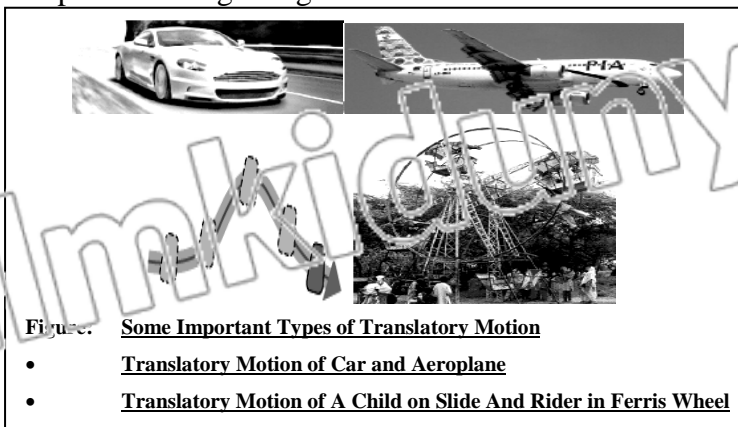 PIA
ilmkidunya
Figure: Some Important Types of Translatory Motion
• Translatory Motion of Car and Aeroplane
• Translatory Motion of A Child on Slide And Rider in Ferris Wheel